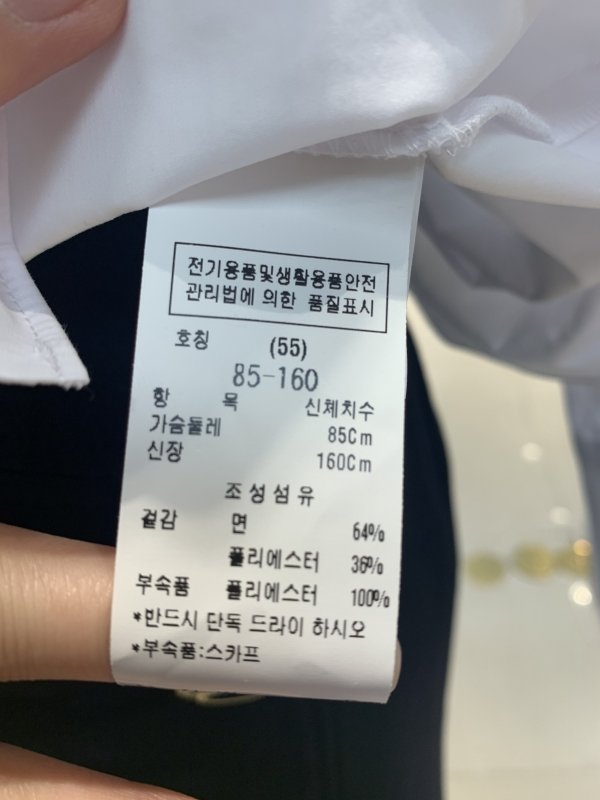 전기용품및생활용품안전
관리법에 의한 품질표시
호칭 (55)
85-160
항 목 신체치수
가슴둘레 85Cm
신장 160Cm
조성섬유
겉감 면 64%
폴리에스터 36%
부속품 폴리에스터 100%
*반드시 단독 드라이 하시오
*부속품:스카프